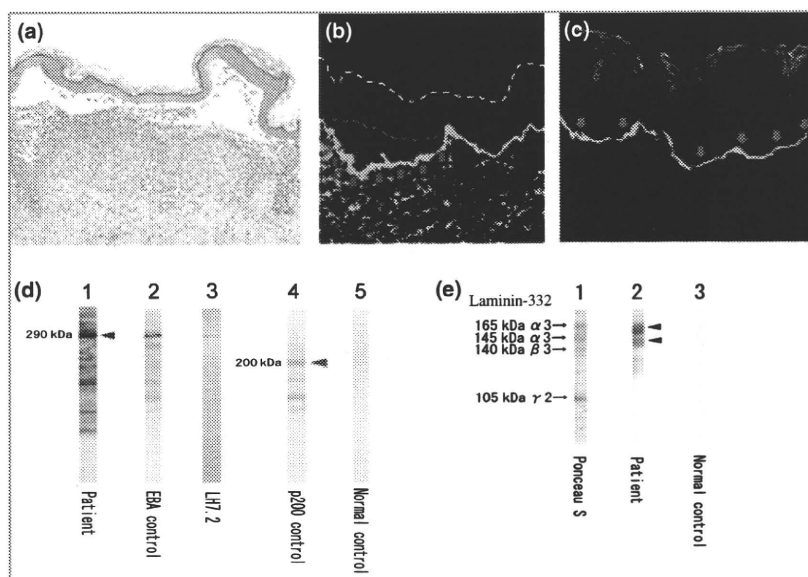 (a)
(b)
(c)
(d)
1
2
3
4
5
290 kDa
200 kDa
Patient
EBA control
LH7.2
p200 control
Normal control
(e)
Laminin-332
1
2
3
165 kDa α3
145 kDa α3
140 kDa β3
105 kDa γ2
Ponceau S
Patient
Normal control